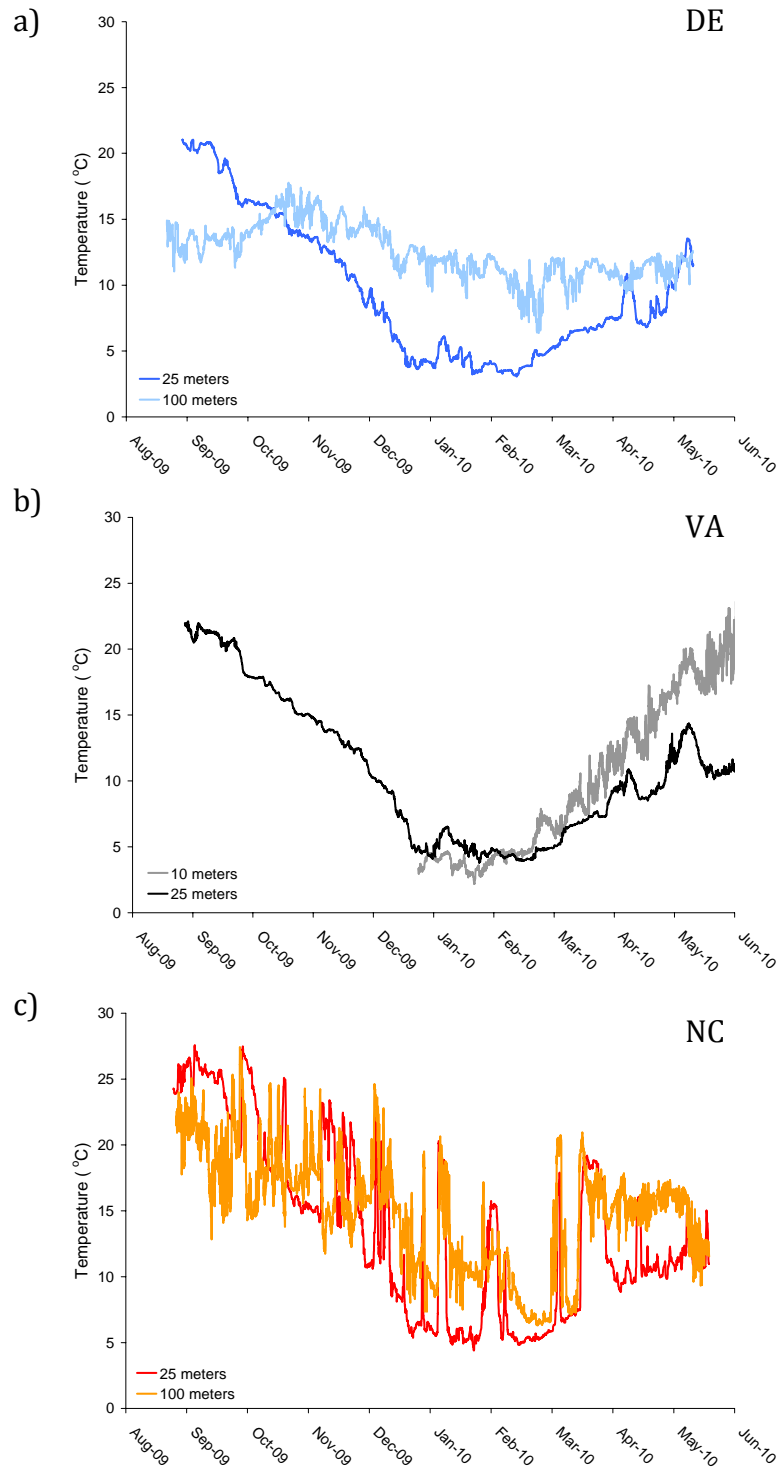 a)
DE
30
25
20
15
10
5
0
Temperature ( °C)
25 meters
100 meters
Aug-09 Sep-09 Oct-09 Nov-09 Dec-09 Jan-10 Feb-10 Mar-10 Apr-10 May-10 Jun-10
b)
VA
30
25
20
15
10
5
0
Temperature ( °C)
10 meters
25 meters
Aug-09 Sep-09 Oct-09 Nov-09 Dec-09 Jan-10 Feb-10 Mar-10 Apr-10 May-10 Jun-10
c)
NC
30
25
20
15
10
5
0
Temperature ( °C)
25 meters
100 meters
Aug-09 Sep-09 Oct-09 Nov-09 Dec-09 Jan-10 Feb-10 Mar-10 Apr-10 May-10 Jun-10